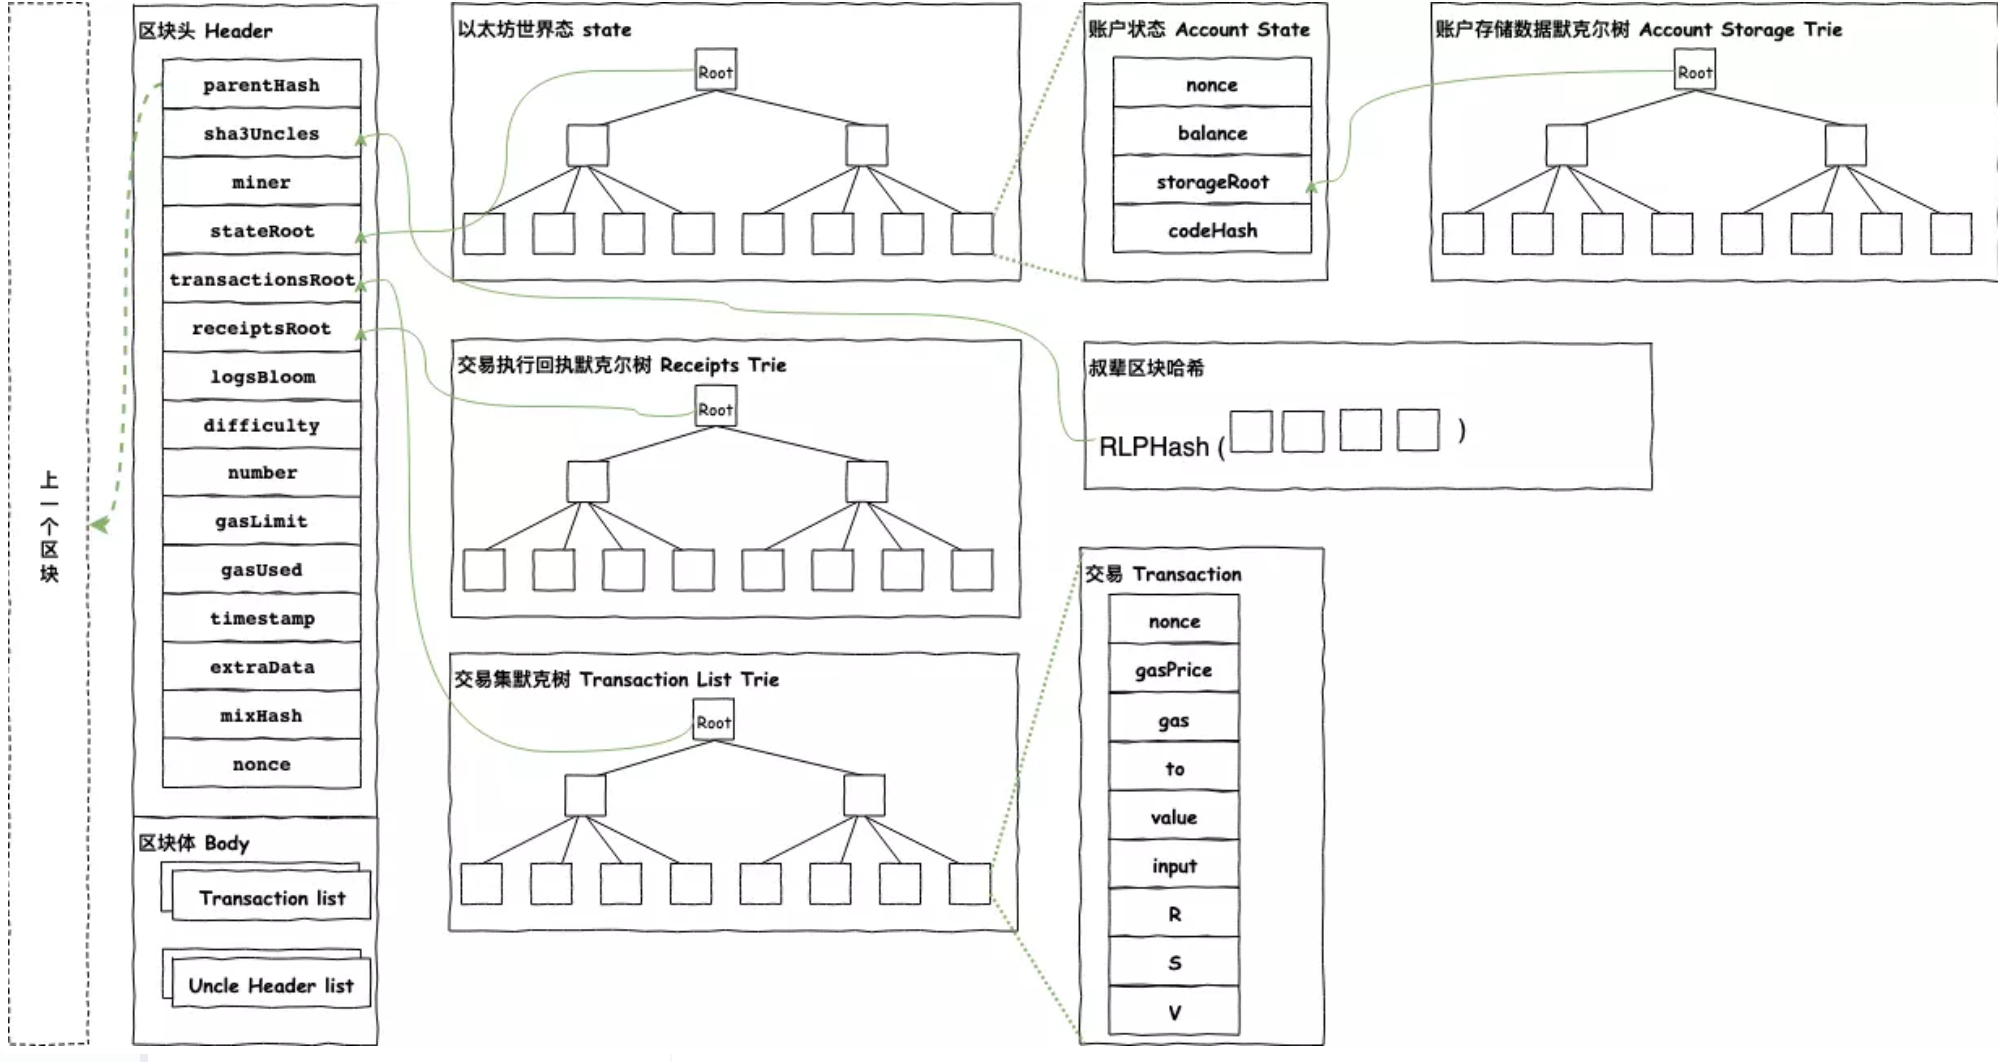 上一个区块
区块头 Header
parentHash
sha3Uncles
miner
stateRoot
transactionsRoot
receiptsRoot
logsBloom
difficulty
number
gasLimit
gasUsed
timestamp
extraData
mixHash
nonce
区块体 Body
Transaction list
Uncle Header list
以太坊世界态 state
Root
账户状态 Account State
nonce
balance
storageRoot
codeHash
账户存储数据默克尔树 Account Storage Trie
Root
交易执行回执默克尔树 Receipts Trie
Root
叔辈区块哈希
RLPHash ( )
交易集默克树 Transaction List Trie
Root
交易 Transaction
nonce
gasPrice
gas
to
value
input
R
S
V